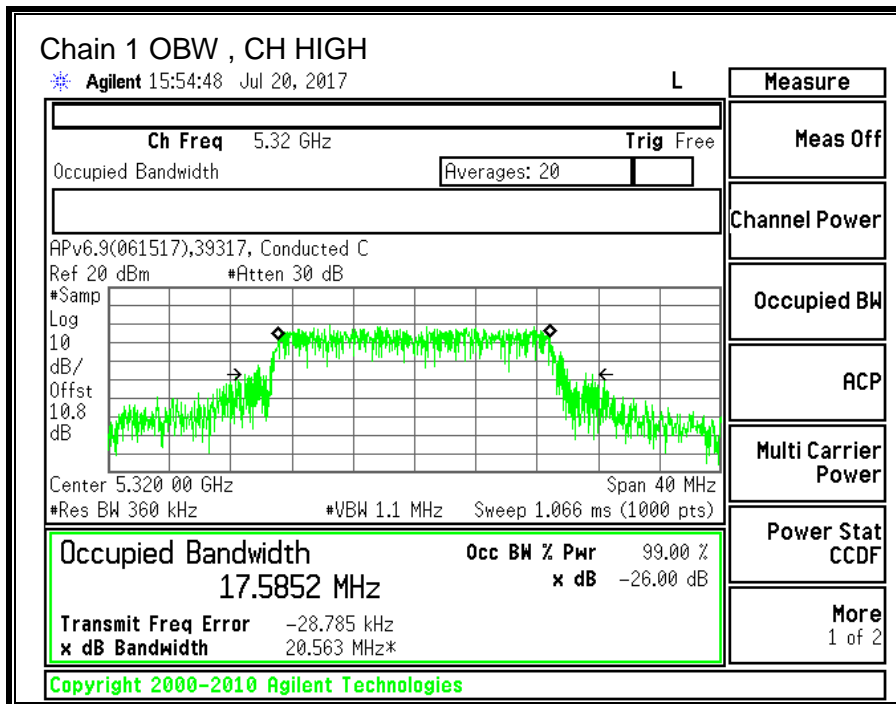 Chain 1 OBW , CH HIGH
Agilent 15:54:48 Jul 20, 2017 L
Ch Freq 5.32 GHz Trig Free
Occupied Bandwidth Averages: 20
APv6.9(061517),39317, Conducted C
Ref 20 dBm #Atten 30 dB
#Samp
Log
10
dB/
Offst
10.8
dB
Center 5.320 00 GHz Span 40 MHz
#Res BW 360 kHz #VBW 1.1 MHz Sweep 1.066 ms (1000 pts)
Occupied Bandwidth Occ BW % Pwr 99.00 %
17.5852 MHz x dB -26.00 dB
Transmit Freq Error -28.785 kHz
x dB Bandwidth 20.563 MHz*
Copyright 2000-2010 Agilent Technologies
Measure
Meas Off
Channel Power
Occupied BW
ACP
Multi Carrier
Power
Power Stat
CCDF
More
1 of 2